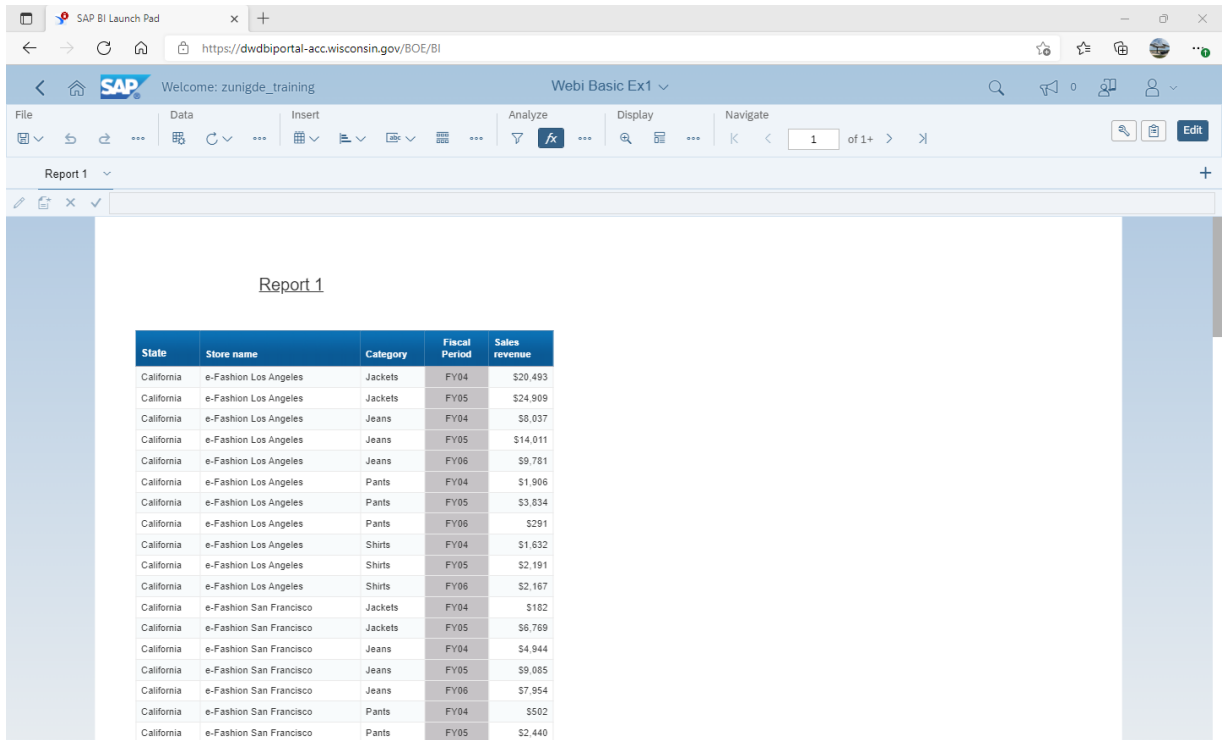 SAP BI Launch Pad
https://dwdbiportal-acc.wisconsin.gov/BOE/BI
SAP Welcome: zunigde_training Webi Basic Ex1 0
File Data Insert Analyze Display Navigate
abc fx 1 of 1+ Edit
Report 1
Report 1
State Store name Category Fiscal Period Sales revenue
California e-Fashion Los Angeles Jackets FY04 $20,493
California e-Fashion Los Angeles Jackets FY05 $24,909
California e-Fashion Los Angeles Jeans FY04 $8,037
California e-Fashion Los Angeles Jeans FY05 $14,011
California e-Fashion Los Angeles Jeans FY06 $9,781
California e-Fashion Los Angeles Pants FY04 $1,906
California e-Fashion Los Angeles Pants FY05 $3,834
California e-Fashion Los Angeles Pants FY06 $291
California e-Fashion Los Angeles Shirts FY04 $1,632
California e-Fashion Los Angeles Shirts FY05 $2,191
California e-Fashion Los Angeles Shirts FY06 $2,167
California e-Fashion San Francisco Jackets FY04 $182
California e-Fashion San Francisco Jackets FY05 $6,769
California e-Fashion San Francisco Jeans FY04 $4,944
California e-Fashion San Francisco Jeans FY05 $9,085
California e-Fashion San Francisco Jeans FY06 $7,954
California e-Fashion San Francisco Pants FY04 $502
California e-Fashion San Francisco Pants FY05 $2,440